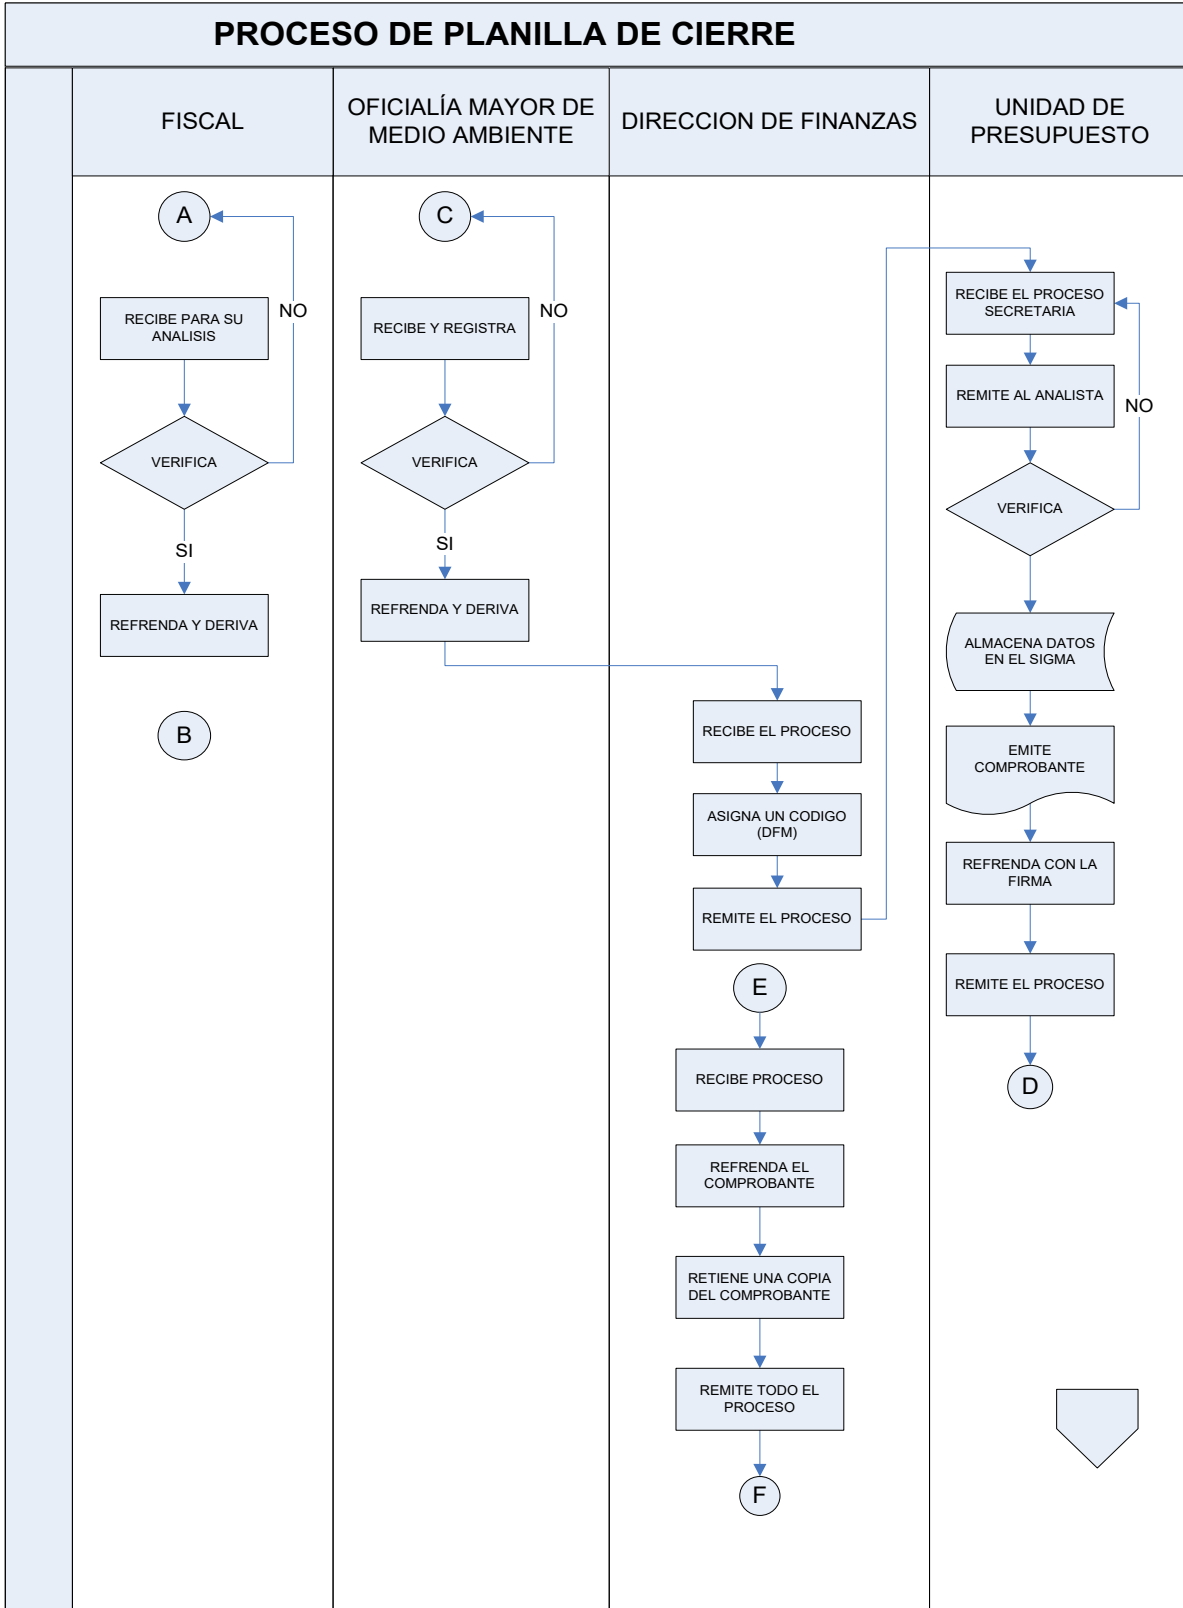 PROCESO DE PLANILLA DE CIERRE
FISCAL
OFICIALÍA MAYOR DE
MEDIO AMBIENTE
DIRECCION DE FINANZAS
UNIDAD DE
PRESUPUESTO
A
RECIBE PARA SU
ANALISIS
NO
VERIFICA
SI
REFRENDA Y DERIVA
B
C
RECIBE Y REGISTRA
NO
VERIFICA
SI
REFRENDA Y DERIVA
RECIBE EL PROCESO
ASIGNA UN CODIGO
(DFM)
REMITE EL PROCESO
E
RECIBE PROCESO
REFRENDA EL
COMPROBANTE
RETIENE UNA COPIA
DEL COMPROBANTE
REMITE TODO EL
PROCESO
F
RECIBE EL PROCESO
SECRETARIA
REMITE AL ANALISTA
NO
VERIFICA
ALMACENA DATOS
EN EL SIGMA
EMITE
COMPROBANTE
REFRENDA CON LA
FIRMA
REMITE EL PROCESO
D